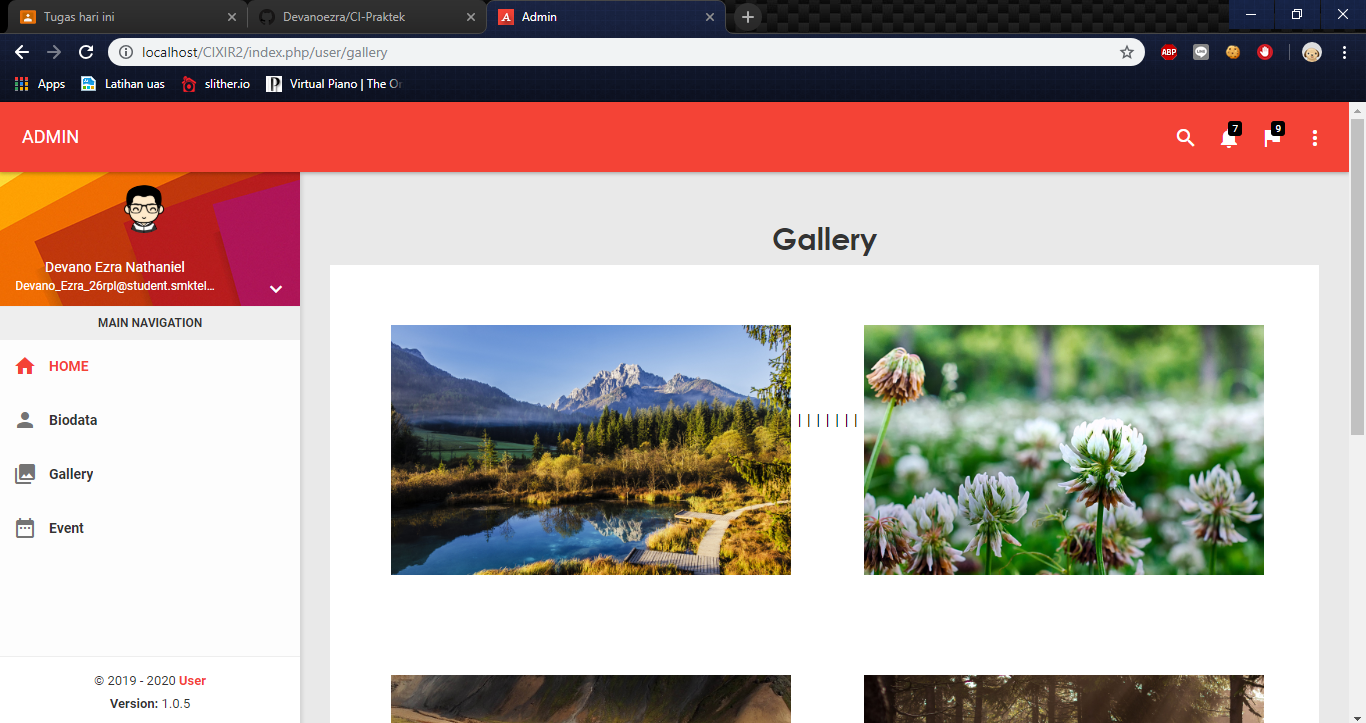 Tugas hari ini
Devanoezra/CI-Praktek
Admin
localhost/CIXIR2/index.php/user/gallery
ABP
Apps
Latihan uas
slither.io
Virtual Piano | The Or
ADMIN
7
9
Devano Ezra Nathaniel
Devano_Ezra_26rpl@student.smktel...
MAIN NAVIGATION
HOME
Biodata
Gallery
Event
© 2019 - 2020 User
Version: 1.0.5
Gallery
| | | | | | |